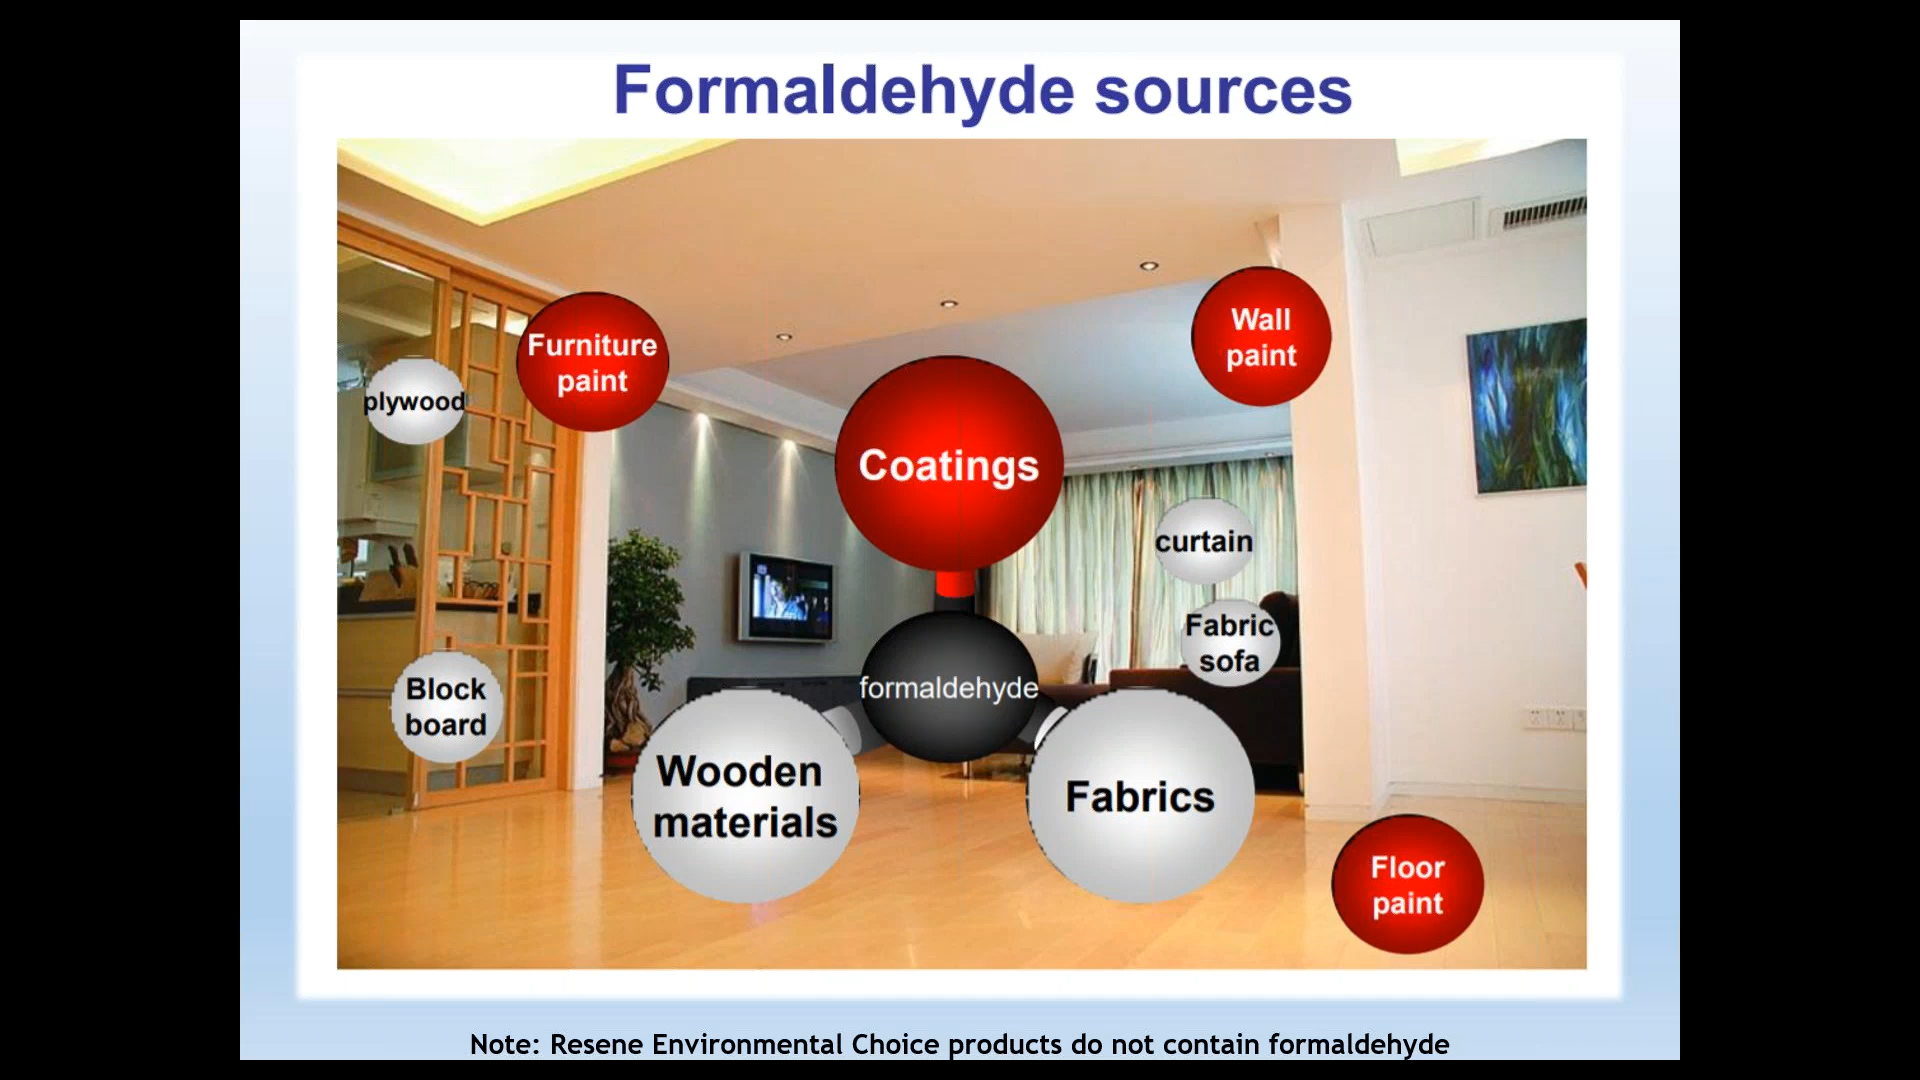 Formaldehyde sources
Furniture
paint
Wall
paint
plywood
Coatings
curtain
Fabric
sofa
Block
board
formaldehyde
Wooden
materials
Fabrics
Floor
paint
Note: Resene Environmental Choice products do not contain formaldehyde